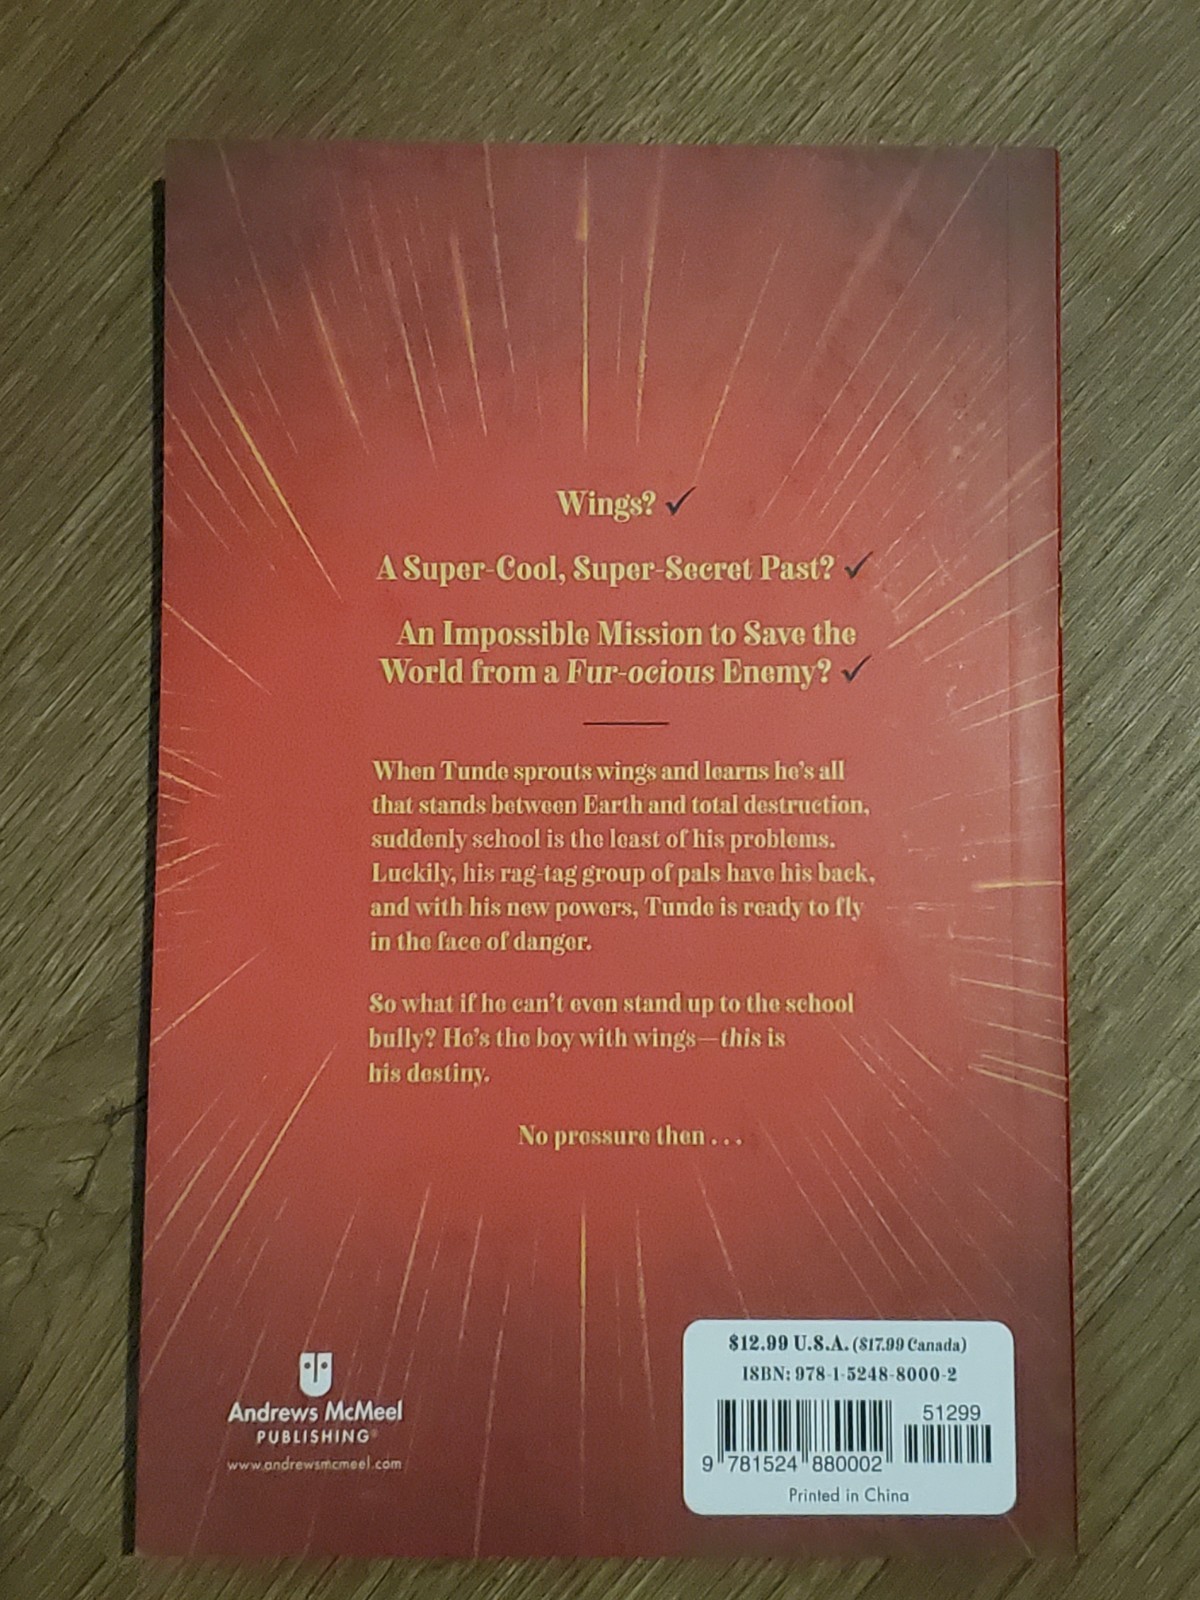 Wings? ✓
A Super-Cool, Super-Secret Past? ✓
An Impossible Mission to Save the
World from a Fur-ocious Enemy? ✓
When Tunde sprouts wings and learns he's all
that stands between Earth and total destruction,
suddenly school is the least of his problems.
Luckily, his rag-tag group of pals have his back,
and with his new powers, Tunde is ready to fly
in the face of danger.
So what if he can't even stand up to the school
bully? He's the boy with wings—this is
his destiny.
No pressure then . . .
Andrews McMeel
PUBLISHING®
www.andrewsmcmeel.com
$12.99 U.S.A. ($17.99 Canada)
ISBN: 978-1-5248-8000-2
51299
9 781524 880002
Printed in China